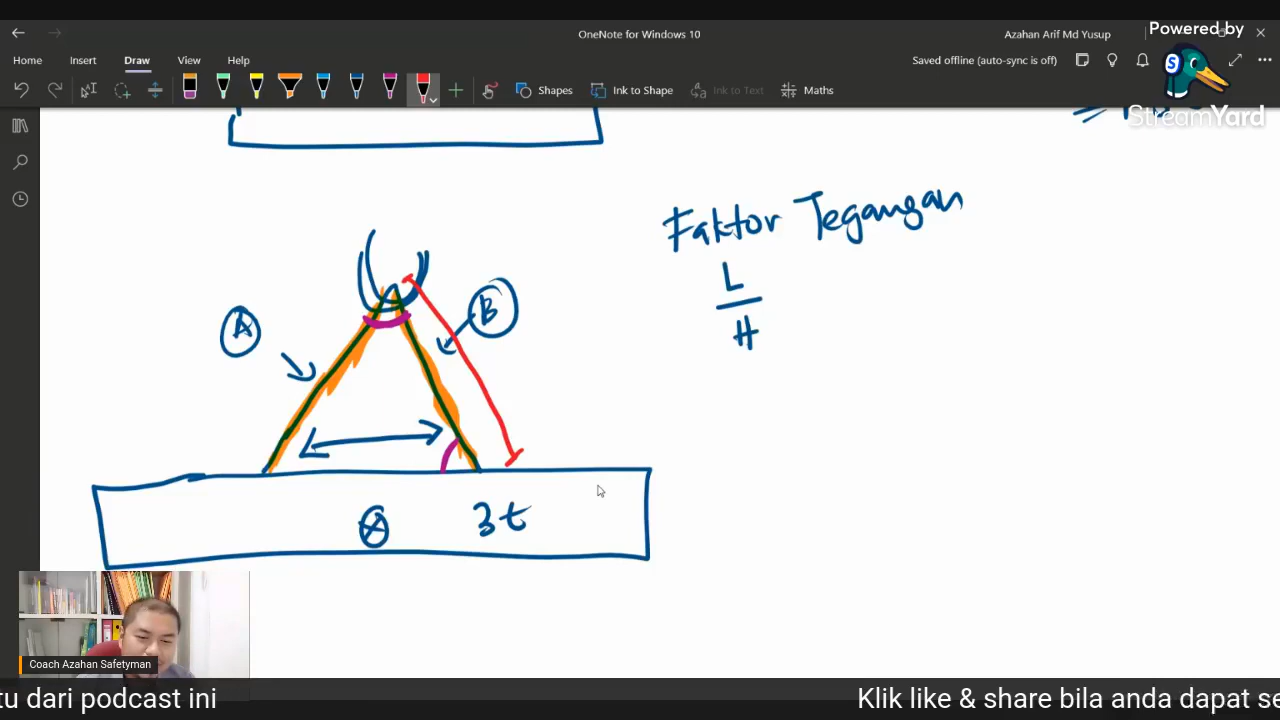 OneNote for Windows 10
Azahan Arif Md Yusup
Powered by
StreamYard
Home Insert Draw View Help
Saved offline (auto-sync is off)
Shapes Ink to Shape Ink to Text Maths
Faktor Tegangan
L
H
A
B
3t
Coach Azahan Safetyman
tu dari podcast ini
Klik like & share bila anda dapat se